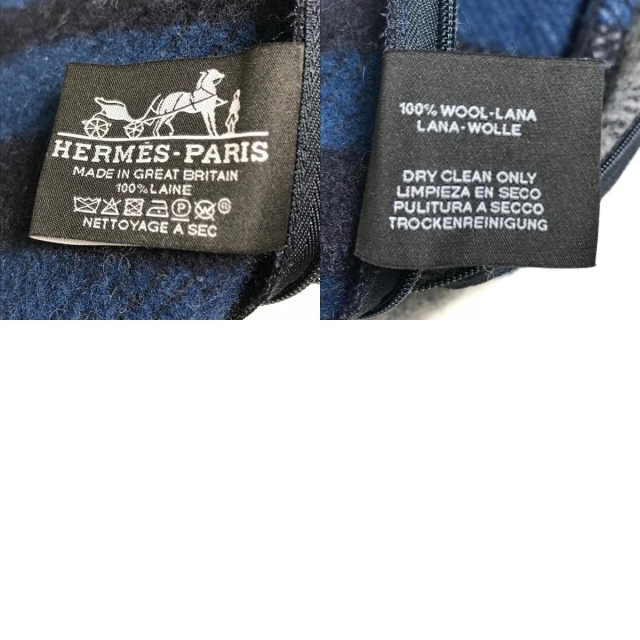 HERMÈS-PARIS
MADE IN GREAT BRITAIN
100% LAINE
NETTOYAGE A SEC
100% WOOL-LANA
LANA-WOLLE
DRY CLEAN ONLY
LIMPIEZA EN SECO
PULITURA A SECCO
TROCKENREINIGUNG